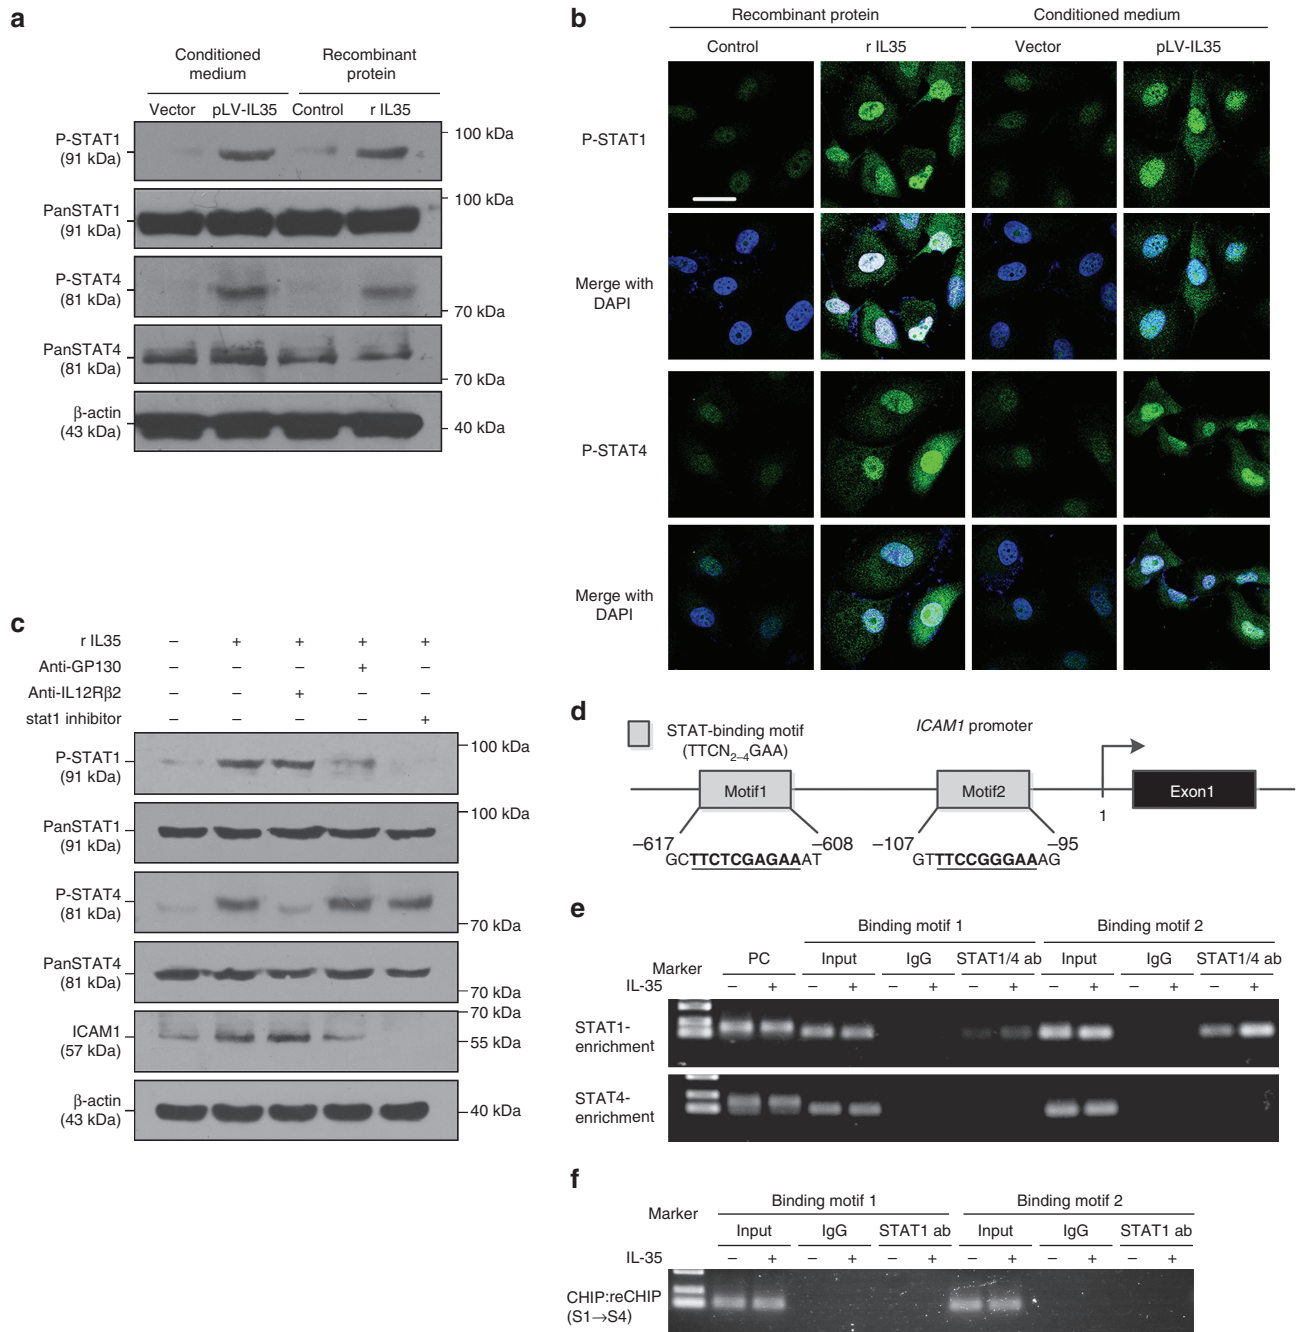 a
Conditioned medium
Recombinant protein
Vector pLV-IL35 Control r IL35
P-STAT1 (91 kDa)
100 kDa
PanSTAT1 (91 kDa)
100 kDa
P-STAT4 (81 kDa)
70 kDa
PanSTAT4 (81 kDa)
70 kDa
β-actin (43 kDa)
40 kDa
b
Recombinant protein Conditioned medium
Control r IL35 Vector pLV-IL35
P-STAT1
Merge with DAPI
P-STAT4
Merge with DAPI
c
r IL35 – + + + +
Anti-GP130 – – – + –
Anti-IL12Rβ2 – – + – –
stat1 inhibitor – – – – +
P-STAT1 (91 kDa)
100 kDa
PanSTAT1 (91 kDa)
100 kDa
P-STAT4 (81 kDa)
70 kDa
PanSTAT4 (81 kDa)
70 kDa
ICAM1 (57 kDa)
70 kDa
55 kDa
β-actin (43 kDa)
40 kDa
d
STAT-binding motif (TTCN2–4GAA)
ICAM1 promoter
Motif1 Motif2 Exon1
1
–617 –608 –107 –95
GCTTCTCGAGAAAT GTTTCCGGGAAAG
e
Binding motif 1 Binding motif 2
Marker PC Input IgG STAT1/4 ab Input IgG STAT1/4 ab
IL-35 – + – + – + – + – + – + – +
STAT1-enrichment
STAT4-enrichment
f
Binding motif 1 Binding motif 2
Marker
Input IgG STAT1 ab Input IgG STAT1 ab
IL-35 – + – + – + – + – + – +
CHIP:reCHIP (S1→S4)